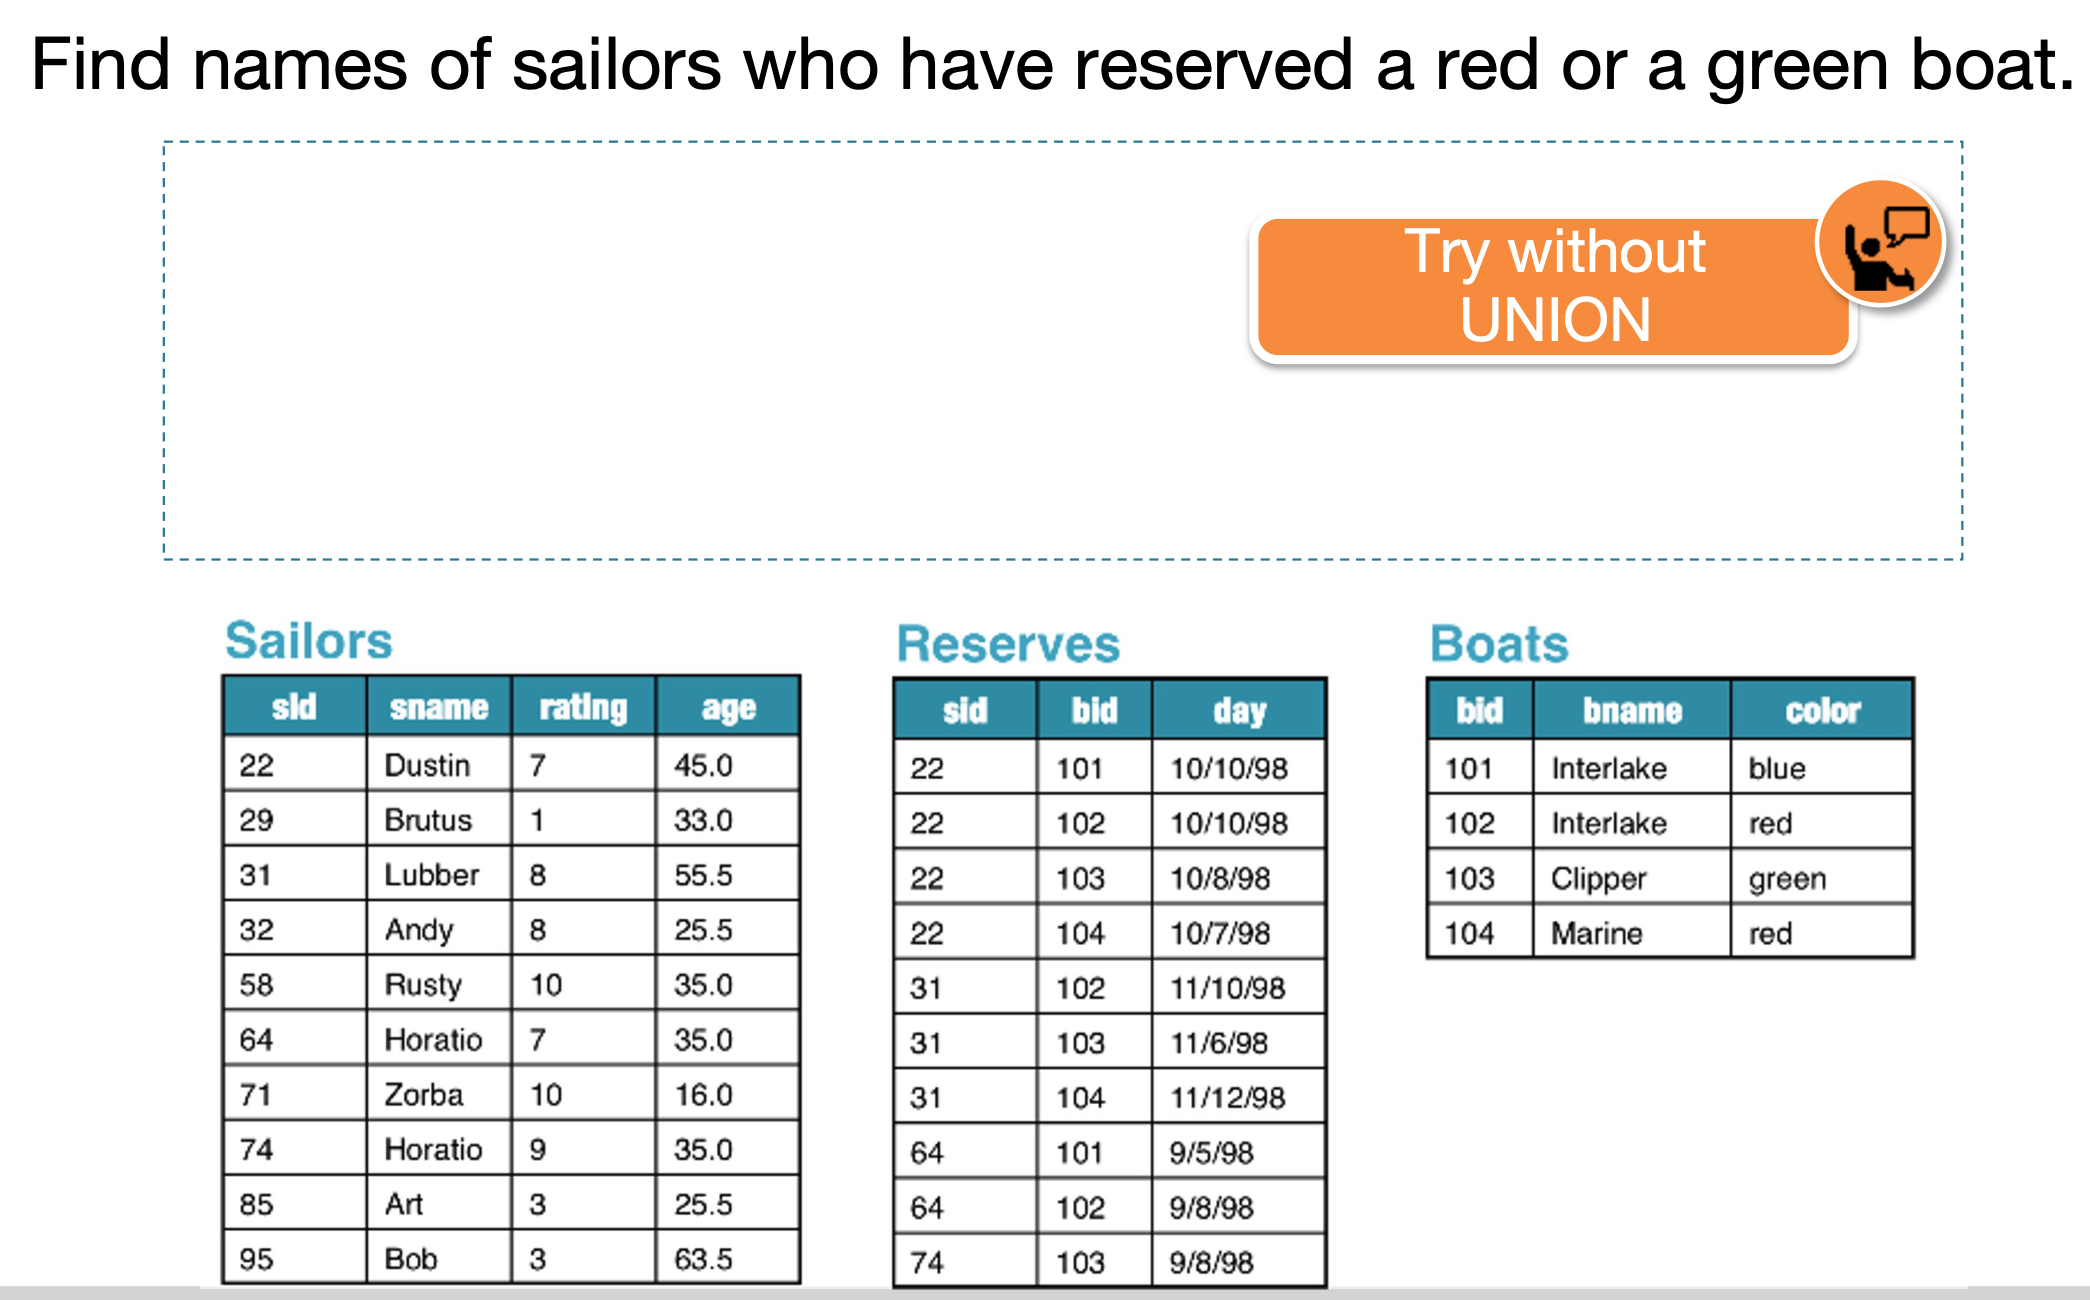 Find names of sailors who have reserved a red or a green boat.
Try without
UNION
Sailors
sid sname rating age
22 Dustin 7 45.0
29 Brutus 1 33.0
31 Lubber 8 55.5
32 Andy 8 25.5
58 Rusty 10 35.0
64 Horatio 7 35.0
71 Zorba 10 16.0
74 Horatio 9 35.0
85 Art 3 25.5
95 Bob 3 63.5
Reserves
sid bid day
22 101 10/10/98
22 102 10/10/98
22 103 10/8/98
22 104 10/7/98
31 102 11/10/98
31 103 11/6/98
31 104 11/12/98
64 101 9/5/98
64 102 9/8/98
74 103 9/8/98
Boats
bid bname color
101 Interlake blue
102 Interlake red
103 Clipper green
104 Marine red